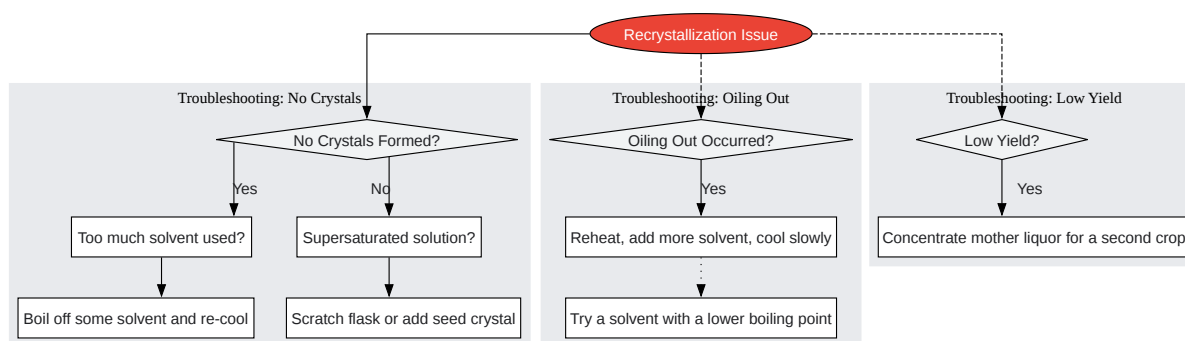 Recrystallization Issue
Troubleshooting: No Crystals
Troubleshooting: Oiling Out
Troubleshooting: Low Yield
No Crystals Formed?
Oiling Out Occurred?
Low Yield?
Yes
No
Yes
Yes
Too much solvent used?
Supersaturated solution?
Reheat, add more solvent, cool slowly
Concentrate mother liquor for a second crop
Boil off some solvent and re-cool
Scratch flask or add seed crystal
Try a solvent with a lower boiling point